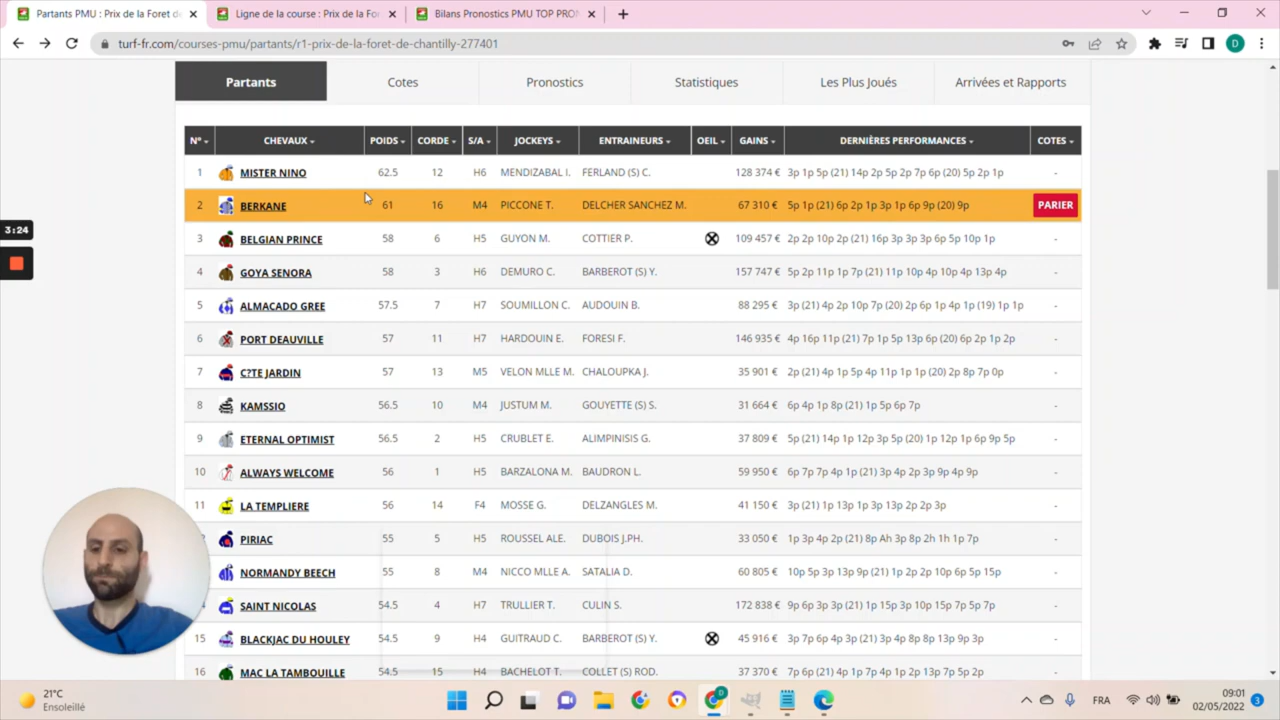 Partants PMU : Prix de la Foret de
Ligne de la course : Prix de la For
Bilans Pronostics PMU TOP PRON
turf-fr.com/courses-pmu/partants/r1-prix-de-la-foret-de-chantilly-277401
D
Partants Cotes Pronostics Statistiques Les Plus Joués Arrivées et Rapports
N° CHEVAUX POIDS CORDE S/A JOCKEYS ENTRAINEURS OEIL GAINS DERNIÈRES PERFORMANCES COTES
1 MISTER NINO 62.5 12 H6 MENDIZABAL I. FERLAND (S) C. 128 374 € 3p 1p 5p (21) 14p 2p 5p 2p 7p 6p (20) 5p 2p 1p -
2 BERKANE 61 16 M4 PICCONE T. DELCHER SANCHEZ M. 67 310 € 5p 1p (21) 6p 2p 1p 3p 1p 6p 9p (20) 9p PARIER
3 BELGIAN PRINCE 58 6 H5 GUYON M. COTTIER P. 109 457 € 2p 2p 10p 2p (21) 16p 3p 3p 3p 6p 5p 10p 1p -
4 GOYA SENORA 58 3 H6 DEMURO C. BARBEROT (S) Y. 157 747 € 5p 2p 11p 1p 7p (21) 11p 10p 4p 10p 4p 13p 4p -
5 ALMACADO GREE 57.5 7 H7 SOUMILLON C. AUDOUIN B. 88 295 € 3p (21) 4p 2p 10p 7p (20) 2p 6p 1p 4p 1p (19) 1p 1p -
6 PORT DEAUVILLE 57 11 H7 HARDOUIN E. FORESI F. 146 935 € 4p 16p 11p (21) 7p 1p 5p 13p 6p (20) 6p 2p 1p 2p -
7 C?TE JARDIN 57 13 M5 VELON MLLE M. CHALOUPKA J. 35 901 € 2p (21) 4p 1p 5p 4p 11p 1p 1p (20) 2p 8p 7p 0p -
8 KAMSSIO 56.5 10 M4 JUSTUM M. GOUYETTE (S) S. 31 664 € 6p 4p 1p 8p (21) 1p 5p 6p 7p -
9 ETERNAL OPTIMIST 56.5 2 H5 CRUBLET E. ALIMPINISIS G. 37 809 € 5p (21) 14p 1p 12p 3p 5p (20) 1p 12p 1p 6p 9p 5p -
10 ALWAYS WELCOME 56 1 H5 BARZALONA M. BAUDRON L. 59 950 € 6p 7p 7p 4p 1p (21) 3p 4p 2p 3p 9p 4p 9p -
11 LA TEMPLIERE 56 14 F4 MOSSE G. DELZANGLES M. 41 150 € 3p (21) 1p 13p 1p 3p 13p 2p 2p 3p -
PIRIAC 55 5 H5 ROUSSEL ALE. DUBOIS J.PH. 33 050 € 1p 3p 4p 2p (21) 8p Ah 3p 8p 2h 1h 1p 7p -
NORMANDY BEECH 55 8 M4 NICCO MLLE A. SATALIA D. 60 805 € 10p 5p 3p 13p 9p (21) 1p 2p 2p 10p 6p 5p 15p -
4 SAINT NICOLAS 54.5 4 H7 TRULLIER T. CULIN S. 172 838 € 9p 6p 3p 3p (21) 1p 15p 3p 10p 15p 7p 5p 7p -
15 BLACKJAC DU HOULEY 54.5 9 H4 GUITRAUD C. BARBEROT (S) Y. 45 916 € 3p 7p 6p 4p 3p (21) 3p 4p 8p 8p 13p 9p 3p -
16 MAC LA TAMBOUILLE 54.5 15 H4 BACHELOT T. COLLET (S) ROD. 37 370 € 7p 6p (21) 4p 1p 7p 4p 1p 2p 13p 7p 5p 2p -
3:24
21°C
Ensoleillé
D
FRA
09:01
02/05/2022
3